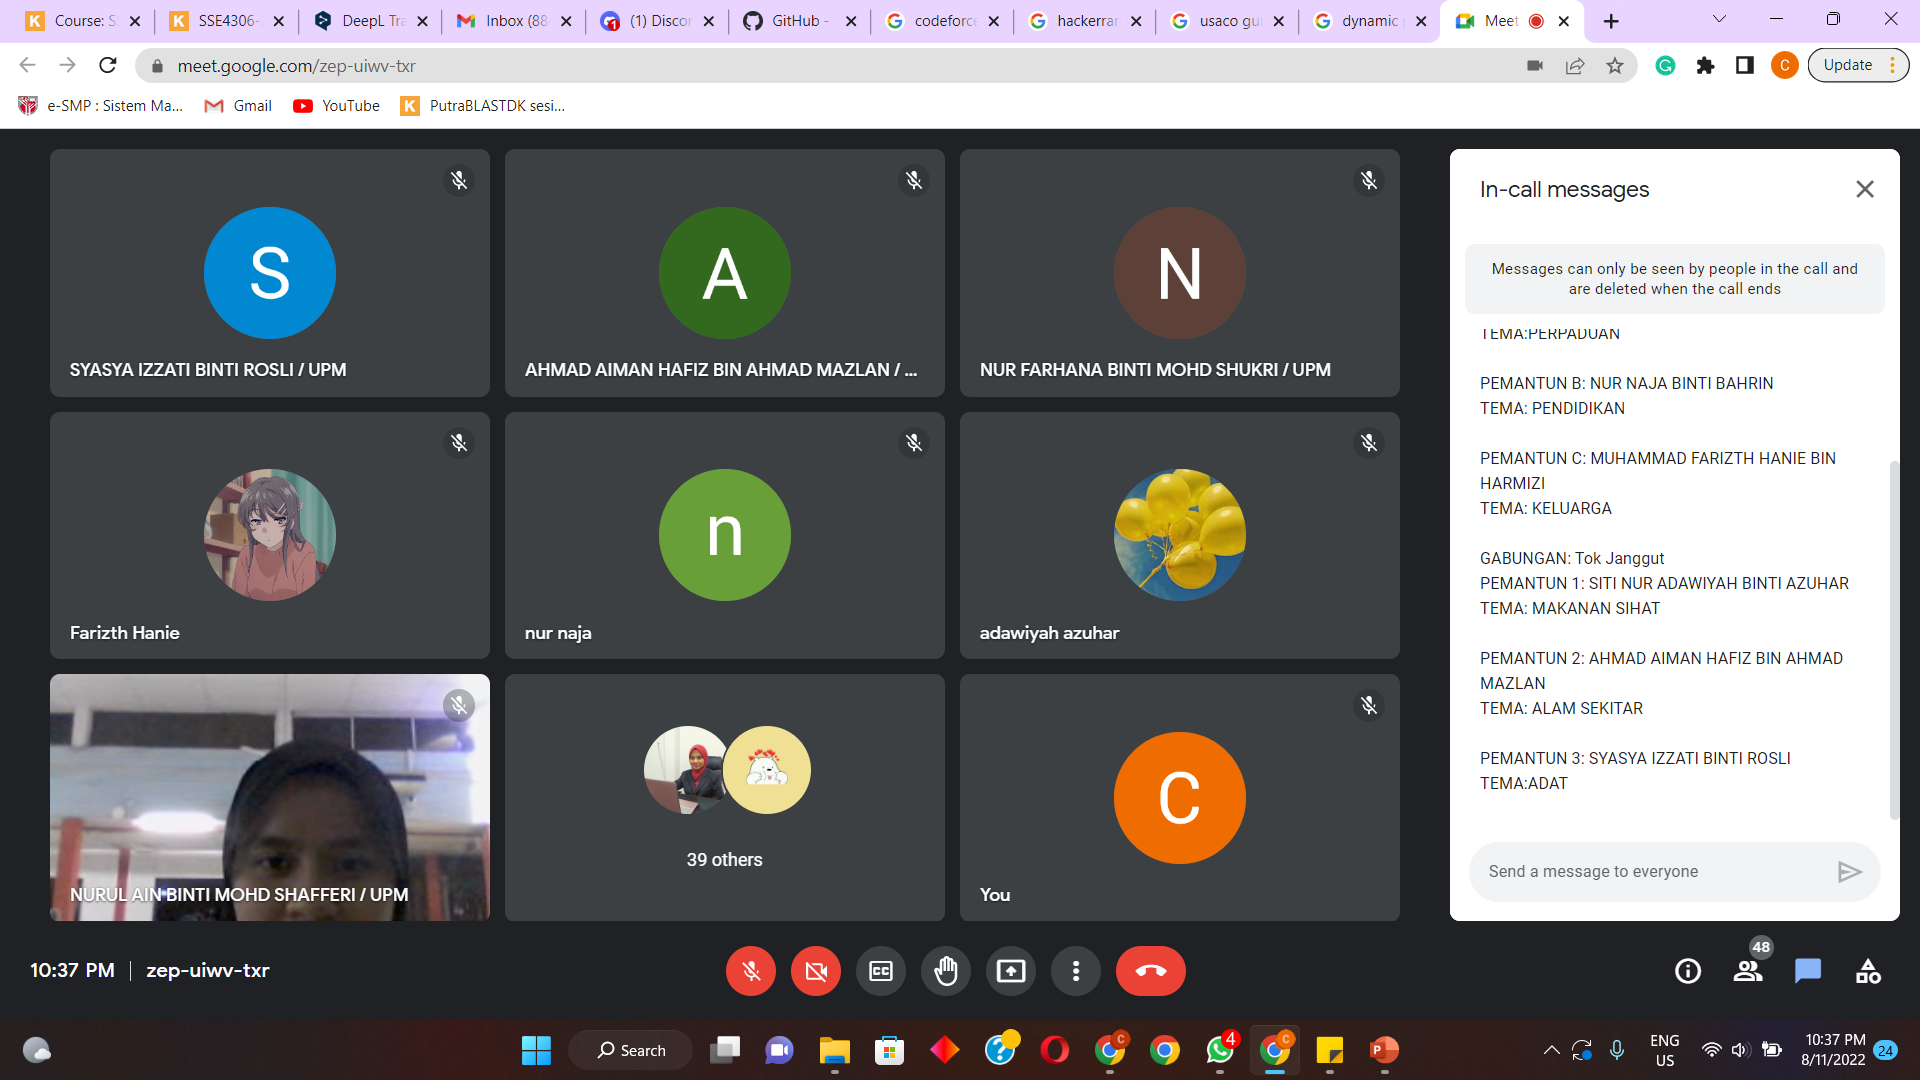 Course: S
SSE4306-
DeepL Tra
Inbox (88
(1) Discor
GitHub -
codeforce
hackerran
usaco gui
dynamic p
Meet
meet.google.com/zep-uiwv-txr
C
Update
e-SMP : Sistem Ma...
Gmail
YouTube
K
PutraBLASTDK sesi...
S
SYASYA IZZATI BINTI ROSLI / UPM
A
AHMAD AIMAN HAFIZ BIN AHMAD MAZLAN / ...
N
NUR FARHANA BINTI MOHD SHUKRI / UPM
Farizth Hanie
n
nur naja
adawiyah azuhar
NURUL AIN BINTI MOHD SHAFFERI / UPM
39 others
C
You
In-call messages
Messages can only be seen by people in the call and
are deleted when the call ends
TEMA:PERPADUAN
PEMANTUN B: NUR NAJA BINTI BAHRIN
TEMA: PENDIDIKAN
PEMANTUN C: MUHAMMAD FARIZTH HANIE BIN
HARMIZI
TEMA: KELUARGA
GABUNGAN: Tok Janggut
PEMANTUN 1: SITI NUR ADAWIYAH BINTI AZUHAR
TEMA: MAKANAN SIHAT
PEMANTUN 2: AHMAD AIMAN HAFIZ BIN AHMAD
MAZLAN
TEMA: ALAM SEKITAR
PEMANTUN 3: SYASYA IZZATI BINTI ROSLI
TEMA:ADAT
Send a message to everyone
10:37 PM
zep-uiwv-txr
CC
48
Search
4
ENG
US
10:37 PM
8/11/2022
24